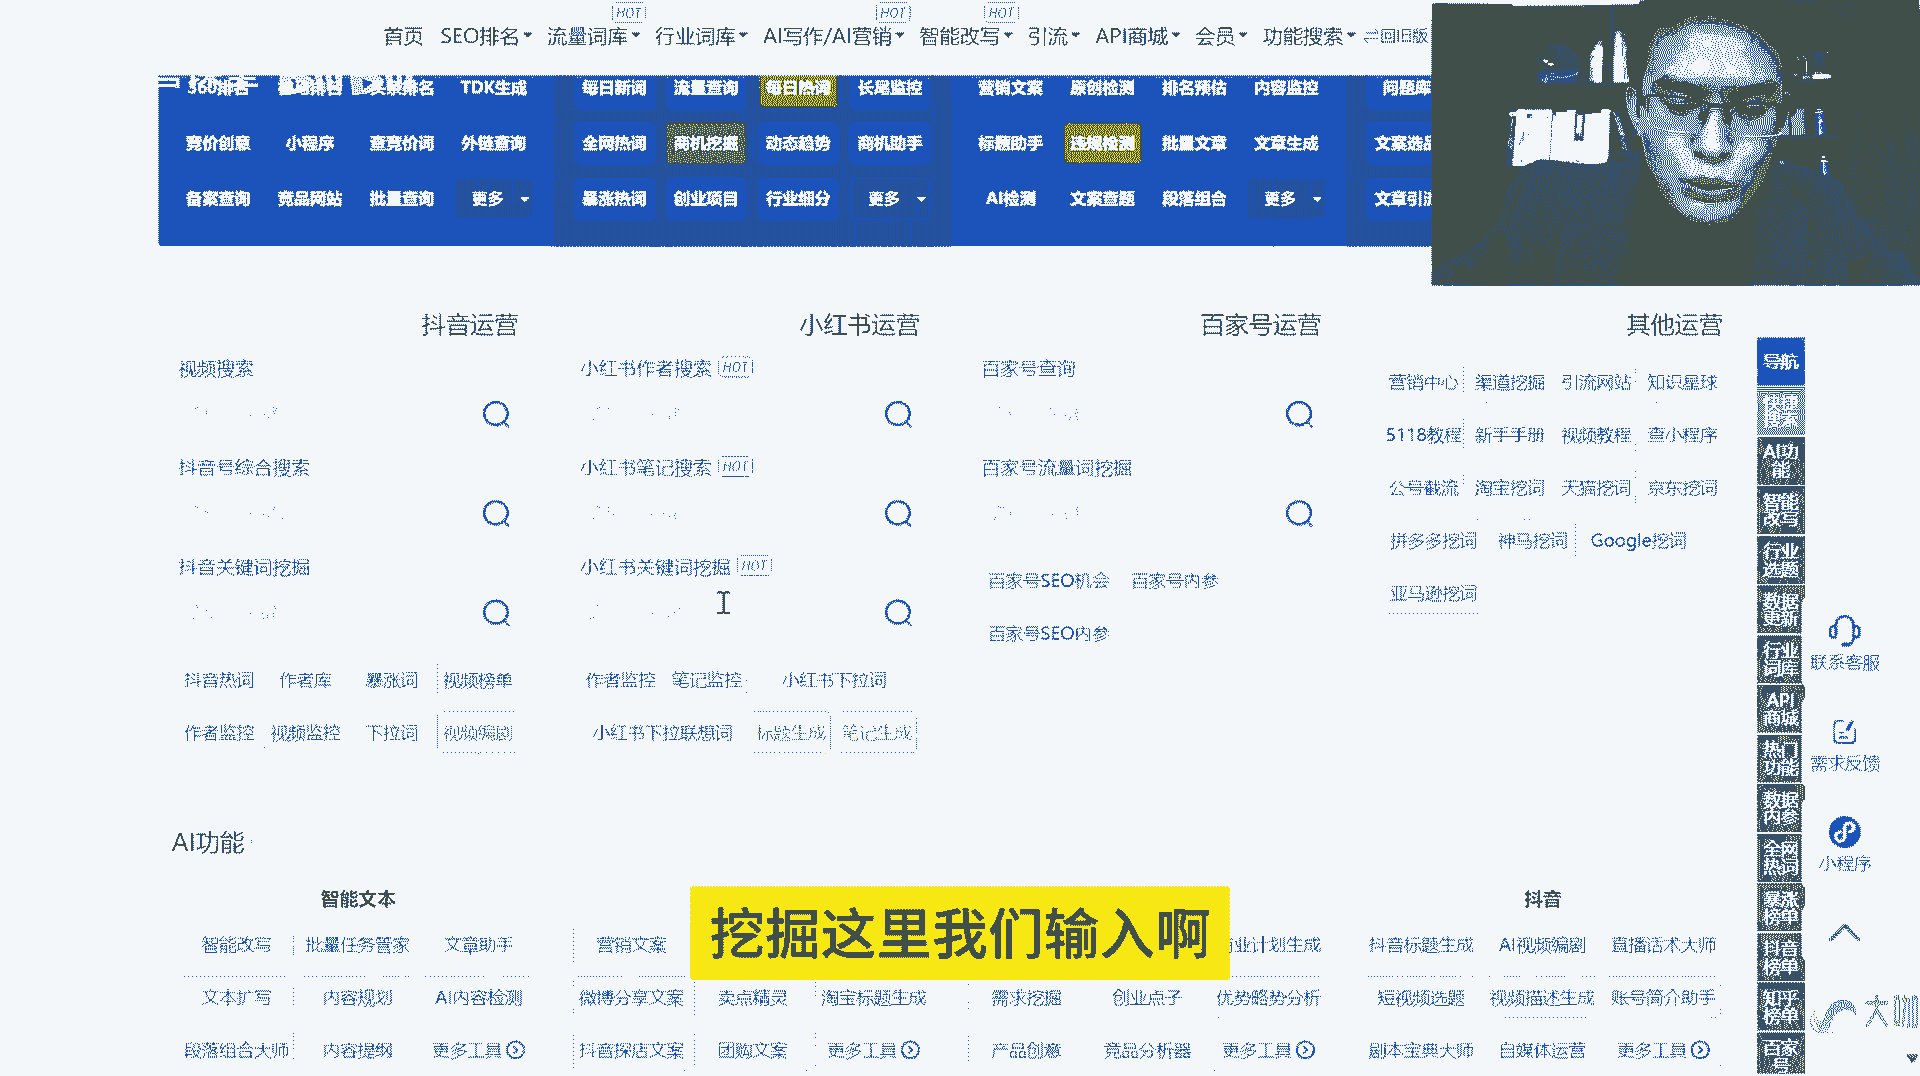 HOT HOT HOT
首页 SEO排名 流量词库 行业词库 AI写作/AI营销 智能改写 引流 API商城 会员 功能搜索 回旧版
360排名 TDK生成 每日新词 流量查询 每日热词 长尾监控 营销文案 原创检测 排名预估 内容监控 问题库
竞价创意 小程序 查竞价词 外链查询 全网热词 商机挖掘 动态趋势 商机助手 标题助手 违规检测 批量文章 文章生成 文案选品
备案查询 竞品网站 批量查询 更多 暴涨热词 创业项目 行业细分 更多 AI检测 文案查题 段落组合 更多 文章引流
抖音运营 小红书运营 百家号运营 其他运营
视频搜索 小红书作者搜索 HOT 百家号查询
营销中心 渠道挖掘 引流网站 知识星球
5118教程 新手手册 视频教程 查小程序
抖音号综合搜索 小红书笔记搜索 HOT 百家号流量词挖掘
公号截流 淘宝挖词 天猫挖词 京东挖词
拼多多挖词 神马挖词 Google挖词
抖音关键词挖掘 小红书关键词挖掘 HOT
百家号SEO机会 百家号内参
亚马逊挖词
百家号SEO内参
抖音热词 作者库 暴涨词 视频榜单 作者监控 笔记监控 小红书下拉词
作者监控 视频监控 下拉词 视频编剧 小红书下拉联想词 标题生成 笔记生成
导航
快捷搜索
AI功能
智能改写
行业选题
数据更新
行业词库
API商城
热门功能
数据内参
全网热词
暴涨榜单
抖音榜单
知乎榜单
百家号
联系客服
需求反馈
小程序
大咖
AI功能
智能文本 抖音
智能改写 批量任务管家 文章助手 营销文案 业计划生成 抖音标题生成 AI视频编剧 直播话术大师
挖掘这里我们输入啊
文本扩写 内容规划 AI内容检测 微博分享文案 卖点精灵 淘宝标题生成 需求挖掘 创业点子 优势略势分析 短视频选题 视频描述生成 账号简介助手
段落组合大师 内容提纲 更多工具 抖音探店文案 团购文案 更多工具 产品创意 竞品分析器 更多工具 剧本宝典大师 自媒体运营 更多工具